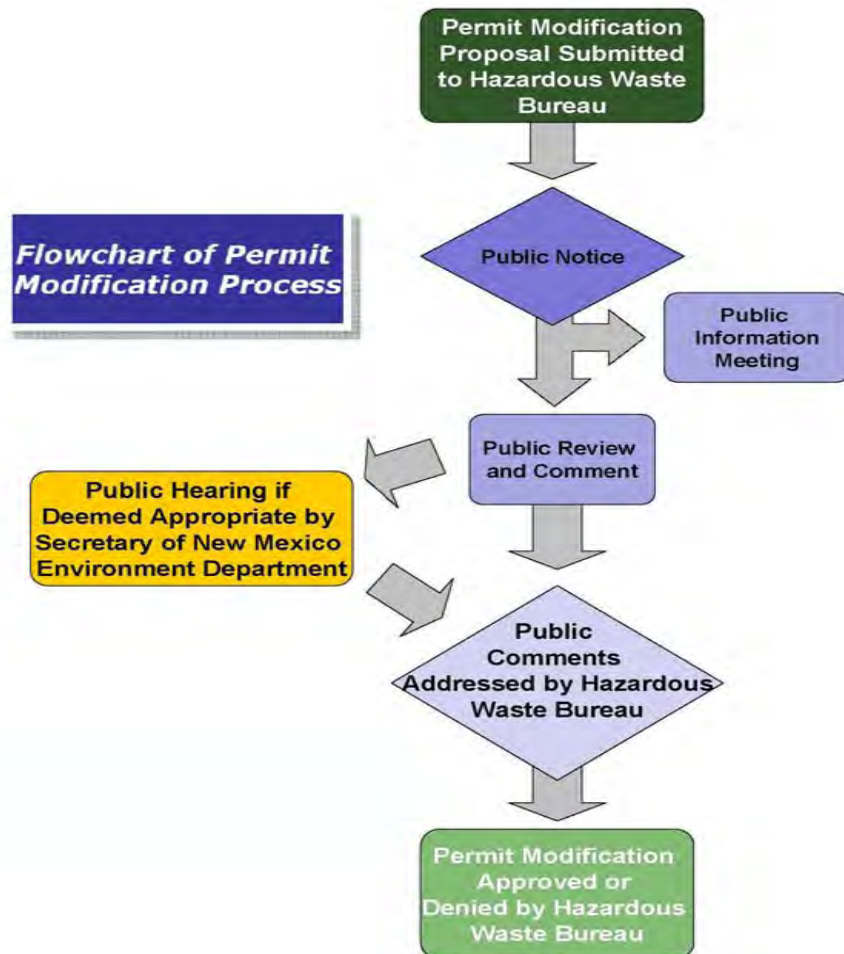 Permit Modification
Proposal Submitted
to Hazardous Waste
Bureau
Flowchart of Permit
Modification Process
Public Notice
Public
Information
Meeting
Public Review
and Comment
Public Hearing if
Deemed Appropriate by
Secretary of New Mexico
Environment Department
Public
Comments
Addressed by Hazardous
Waste Bureau
Permit Modification
Approved or
Denied by Hazardous
Waste Bureau